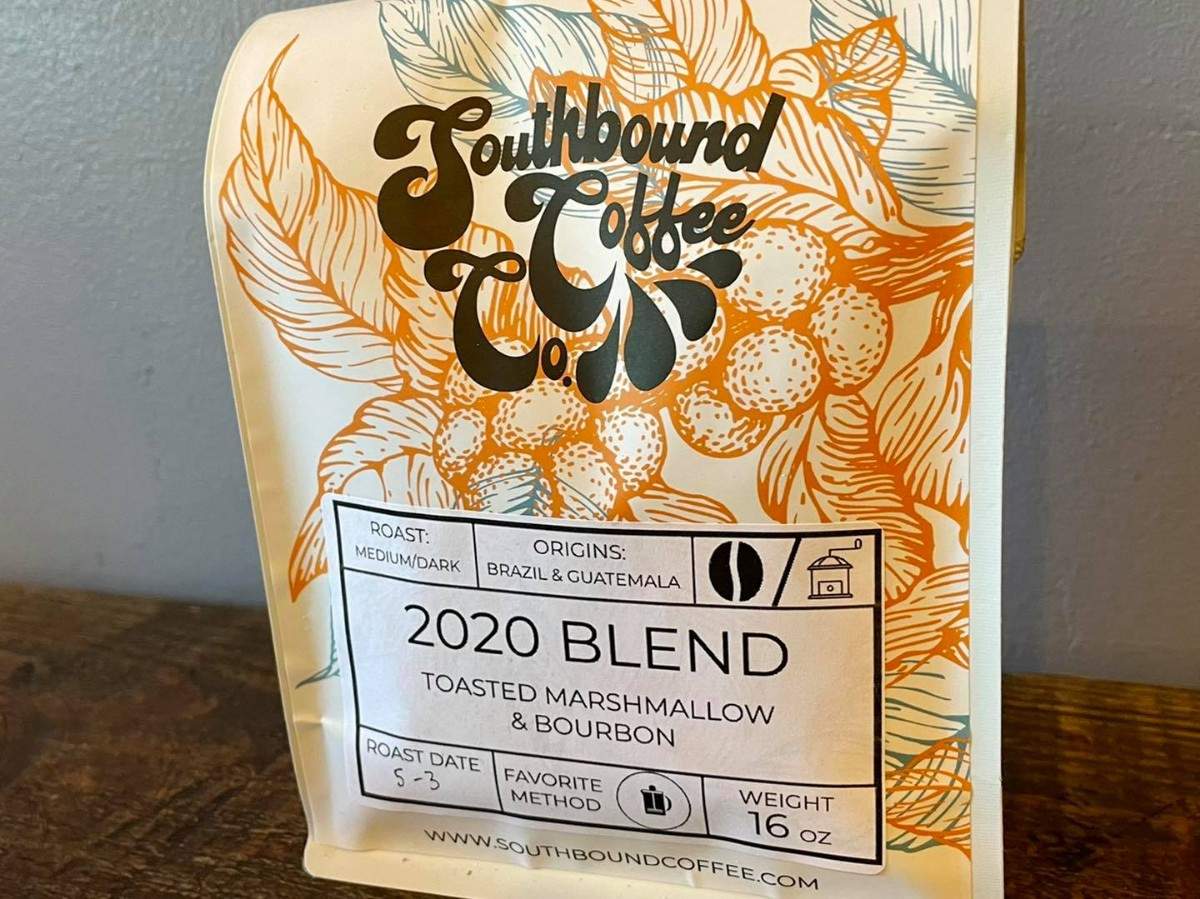 Southbound
Coffee
Co.
ROAST:
MEDIUM/DARK
ORIGINS:
BRAZIL & GUATEMALA
2020 BLEND
TOASTED MARSHMALLOW
& BOURBON
ROAST DATE
5-3
FAVORITE
METHOD
WEIGHT
16 OZ
WWW.SOUTHBOUNDCOFFEE.COM